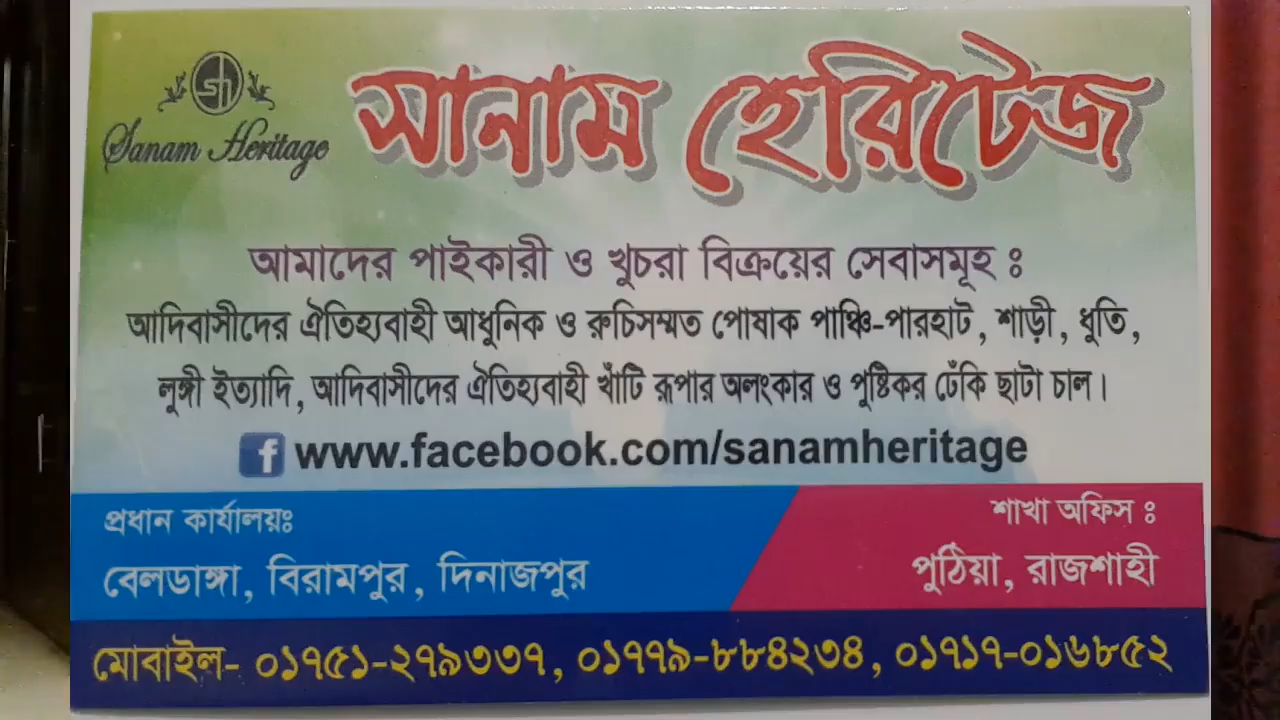 sh
Sanam Heritage
সানাম হেরিটেজ
আমাদের পাইকারী ও খুচরা বিক্রয়ের সেবাসমূহ ঃ
আদিবাসীদের ঐতিহ্যবাহী আধুনিক ও রুচিসম্মত পোষাক পাঞ্চি-পারহাট, শাড়ী, ধুতি,
লুঙ্গী ইত্যাদি, আদিবাসীদের ঐতিহ্যবাহী খাঁটি রূপার অলংকার ও পুষ্টিকর ঢেঁকি ছাটা চাল।
f www.facebook.com/sanamheritage
প্রধান কার্যালয়ঃ
বেলডাঙ্গা, বিরামপুর, দিনাজপুর
শাখা অফিস ঃ
পুঠিয়া, রাজশাহী
মোবাইল- ০১৭৫১-২৭৯৩৩৭, ০১৭৭৯-৮৮৪২৩৪, ০১৭১৭-০১৬৮৫২